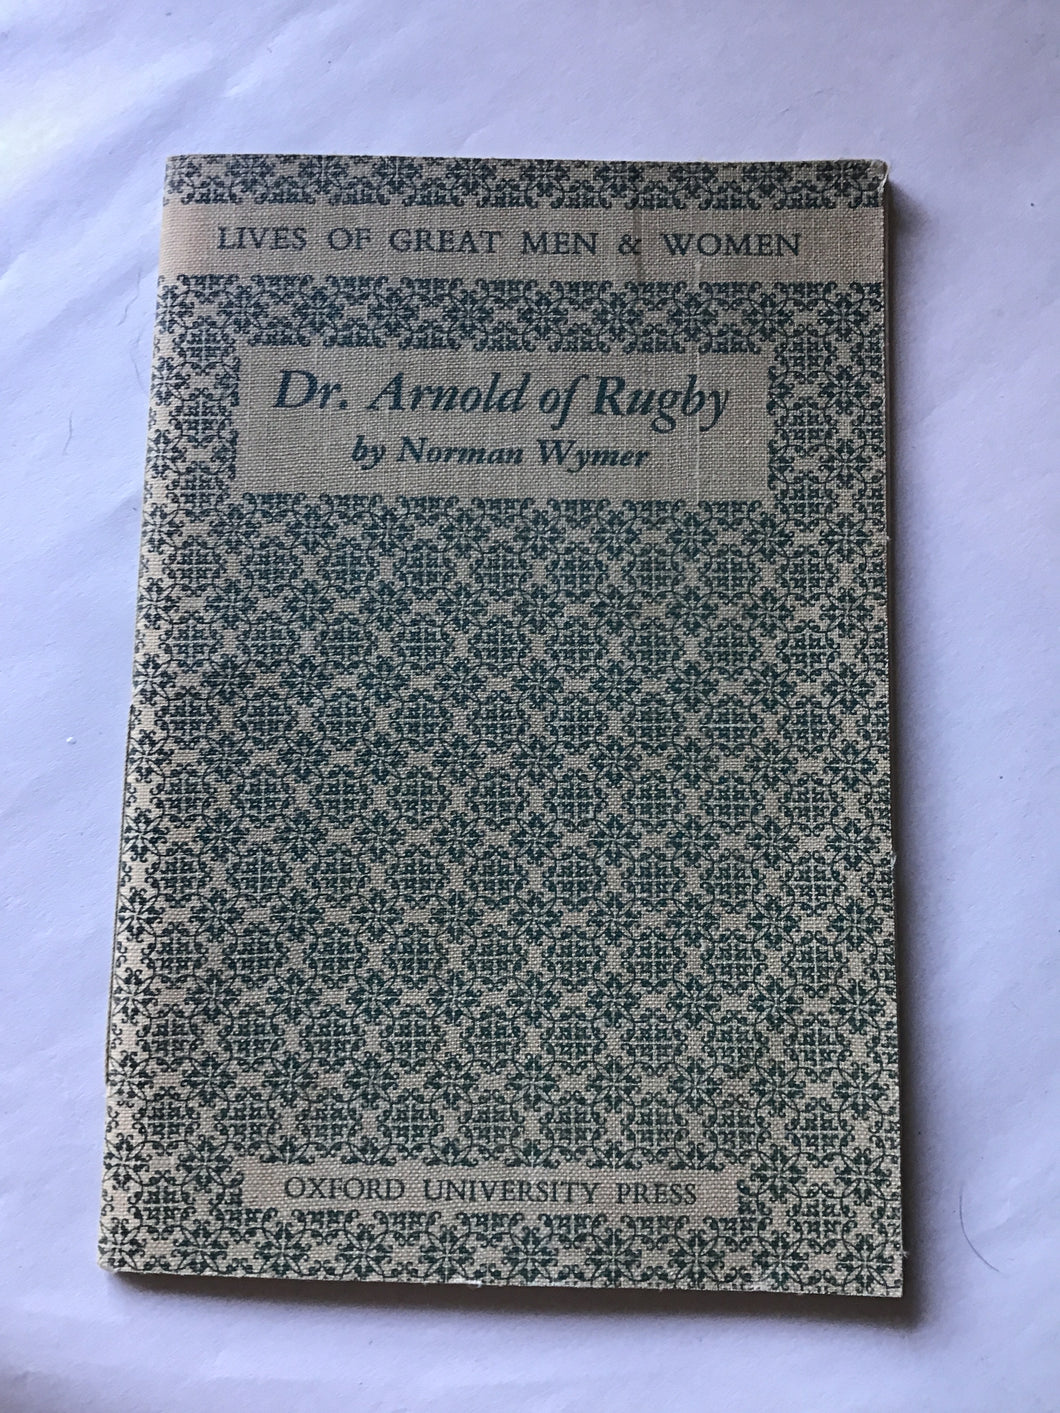 LIVES OF GREAT MEN & WOMEN
Dr. Arnold of Rugby
by Norman Wymer
OXFORD UNIVERSITY PRESS